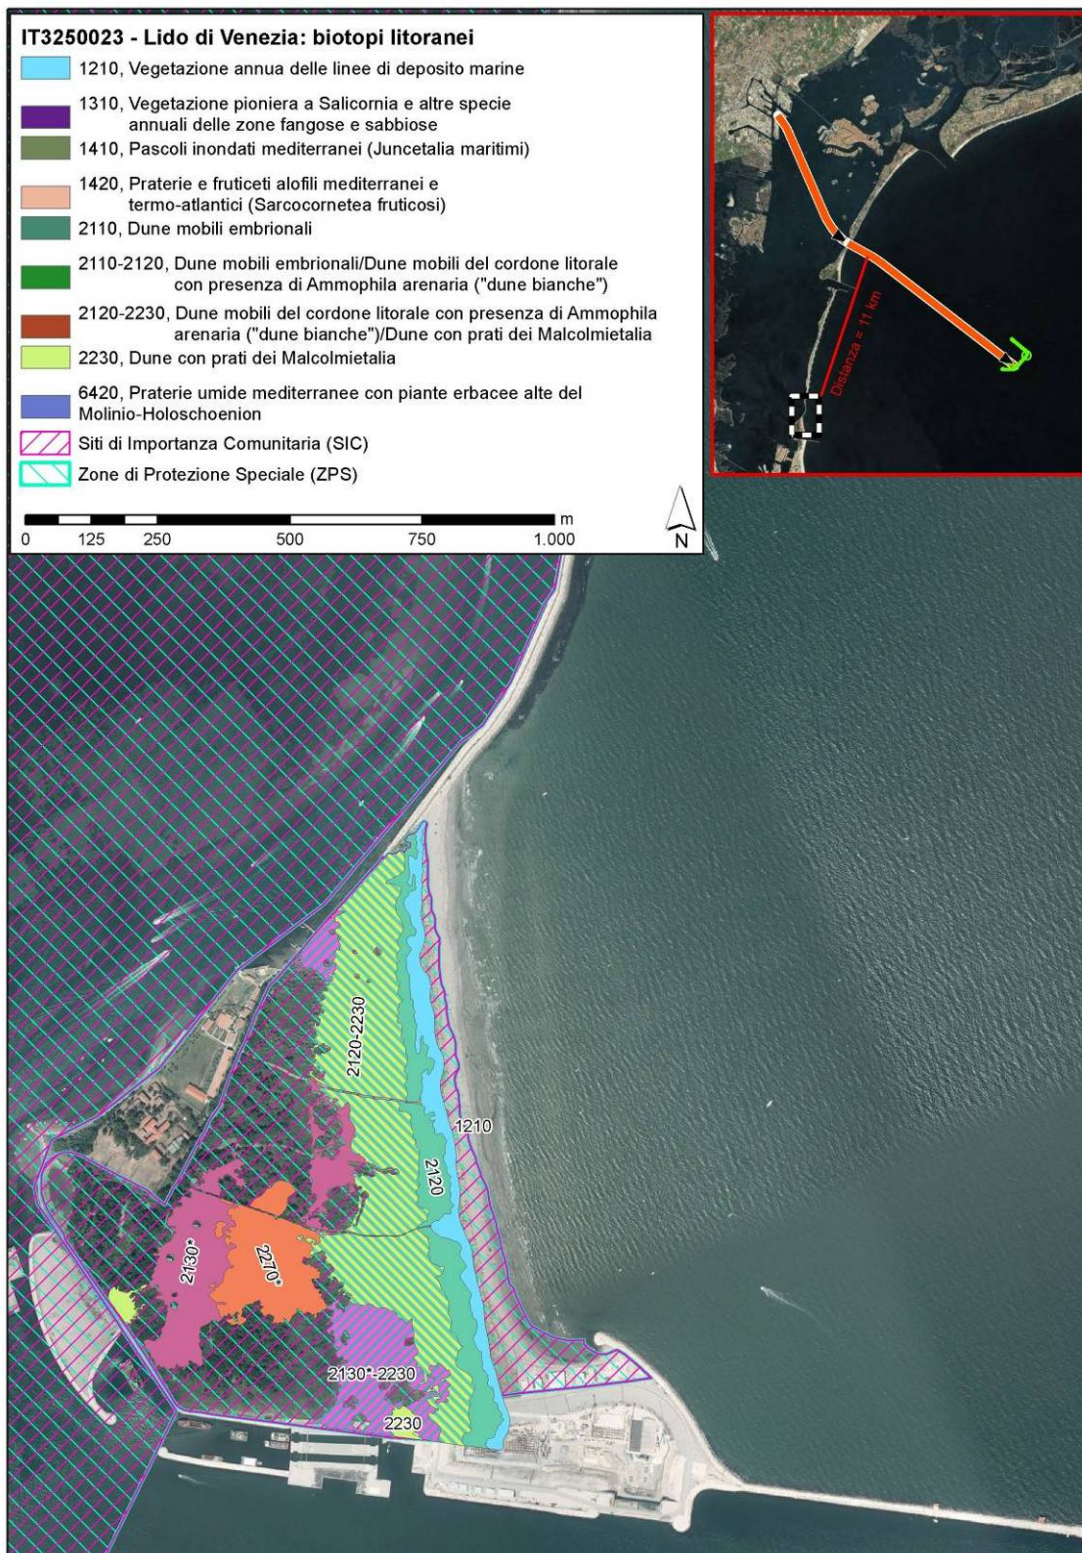 IT3250023 - Lido di Venezia: biotopi litoranei
1210, Vegetazione annua delle linee di deposito marine
1310, Vegetazione pioniera a Salicornia e altre specie
annuali delle zone fangose e sabbiose
1410, Pascoli inondati mediterranei (Juncetalia maritimi)
1420, Praterie e fruticeti alofili mediterranei e
termo-atlantici (Sarcocornetea fruticosi)
2110, Dune mobili embrionali
2110-2120, Dune mobili embrionali/Dune mobili del cordone litorale
con presenza di Ammophila arenaria ("dune bianche")
2120-2230, Dune mobili del cordone litorale con presenza di Ammophila
arenaria ("dune bianche")/Dune con prati dei Malcolmietalia
2230, Dune con prati dei Malcolmietalia
6420, Praterie umide mediterranee con piante erbacee alte del
Molinio-Holoschoenion
Siti di Importanza Comunitaria (SIC)
Zone di Protezione Speciale (ZPS)
m
0 125 250 500 750 1.000
N
Distanza = 11 km
2120-2230
1210
2120
2130*
2270*
2130*-2230
2230